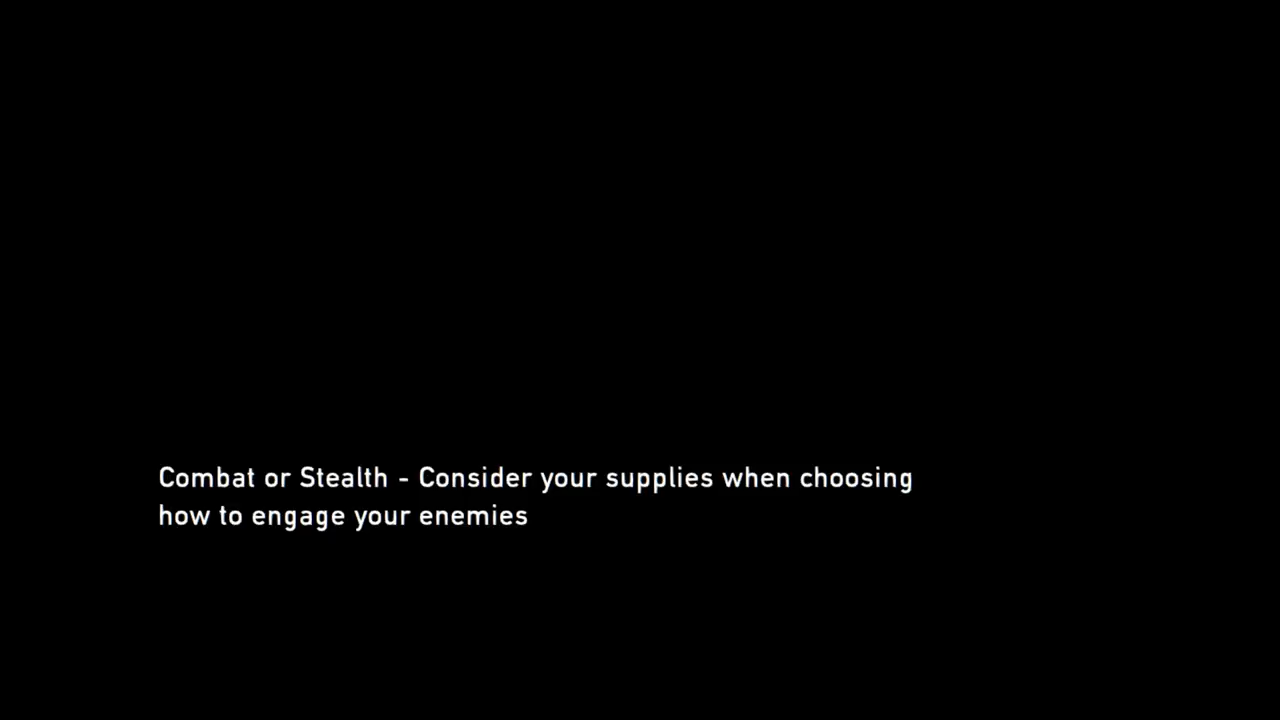 Combat or Stealth - Consider your supplies when choosing
how to engage your enemies